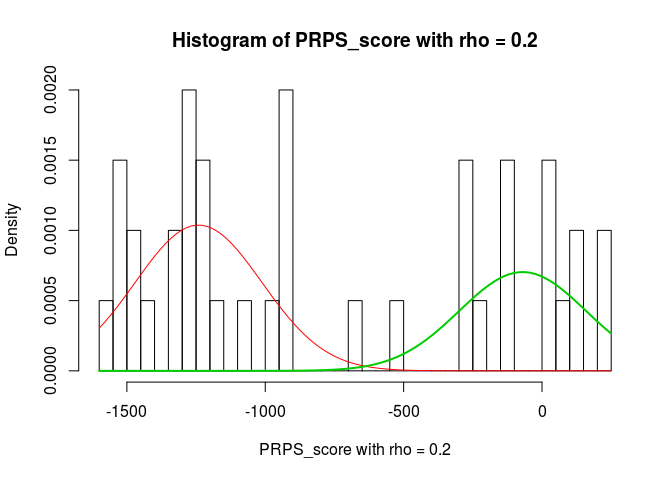 Histogram of PRPS_score with rho = 0.2
Density
0.0020
0.0015
0.0010
0.0005
0.0000
-1500 -1000 -500 0
PRPS_score with rho = 0.2